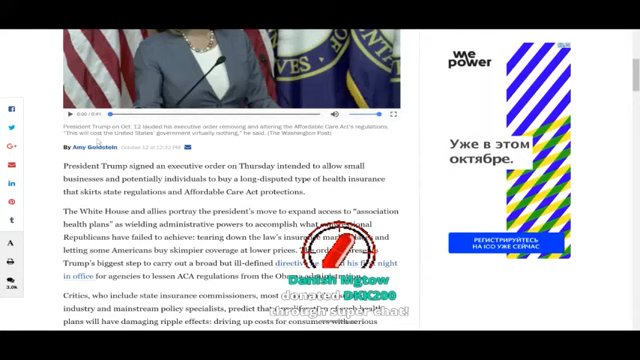 0:00 / 0:41
President Trump on Oct. 12 lauded his executive order removing and altering the Affordable Care Act's regulations.
"This will cost the United States' government virtually nothing," he said. (The Washington Post)
By Amy Goldstein October 12 at 12:02 PM
President Trump signed an executive order on Thursday intended to allow small
businesses and potentially individuals to buy a long-disputed type of health insurance
that skirts state regulations and Affordable Care Act protections.
The White House and allies portray the president's move to expand access to "association
health plans" as wielding administrative powers to accomplish what
Republicans have failed to achieve: tearing down the law's
letting some Americans buy skimpier coverage at lower prices. The
Trump's biggest step to carry out a broad but ill-defined his first night
in office for agencies to lessen ACA regulations from the
Danish Mgtow
donated DKK200
through super chat!
Critics, who include state insurance commissioners, most
industry and mainstream policy specialists, predict that
plans will have damaging ripple effects: driving up costs for consumers with serious
3.0k
we
power
Уже в этом
октябре.
РЕГИСТРИРУЙТЕСЬ
НА ICO УЖЕ СЕЙЧАС